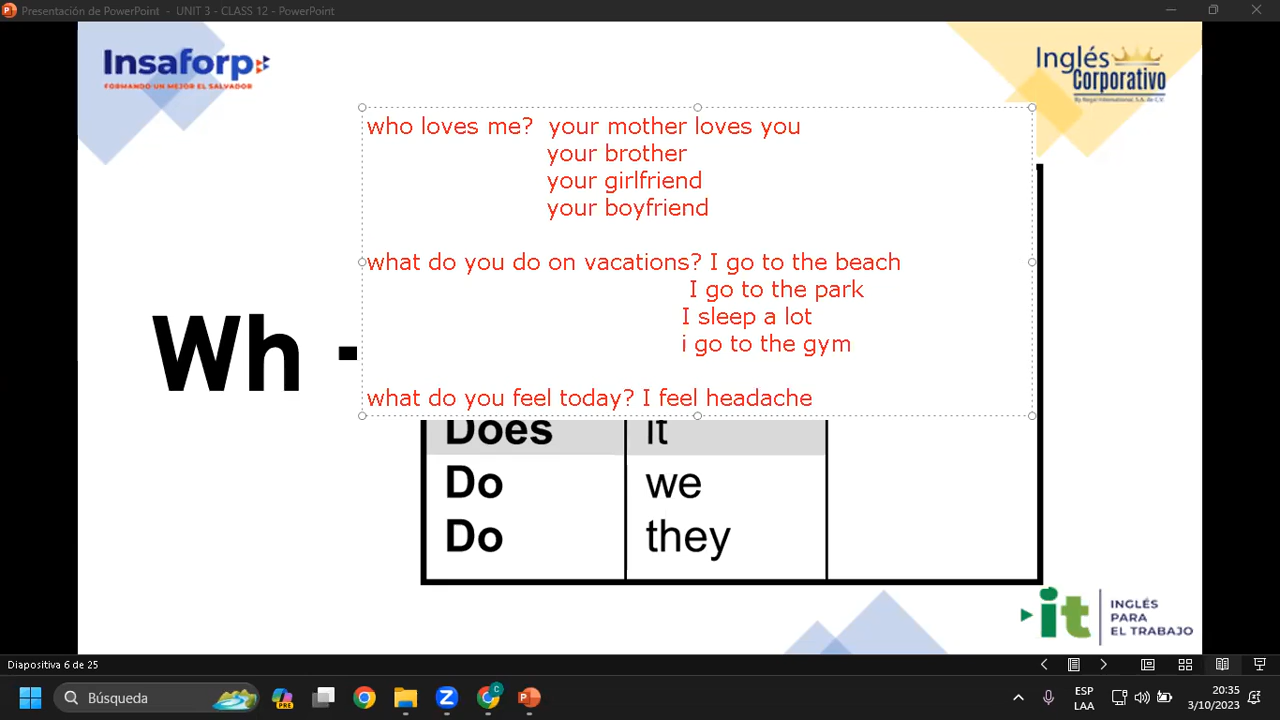 Presentación de PowerPoint - UNIT 3 - CLASS 12 - PowerPoint
Insaforp
FORMANDO UN MEJOR EL SALVADOR
Inglés
Corporativo
who loves me? your mother loves you
your brother
your girlfriend
your boyfriend
what do you do on vacations? I go to the beach
I go to the park
I sleep a lot
i go to the gym
what do you feel today? I feel headache
Wh -
Does it
Do we
Do they
it
INGLÉS
PARA
EL TRABAJO
Diapositiva 6 de 25
Búsqueda
PRE
C
ESP
LAA
20:35
3/10/2023